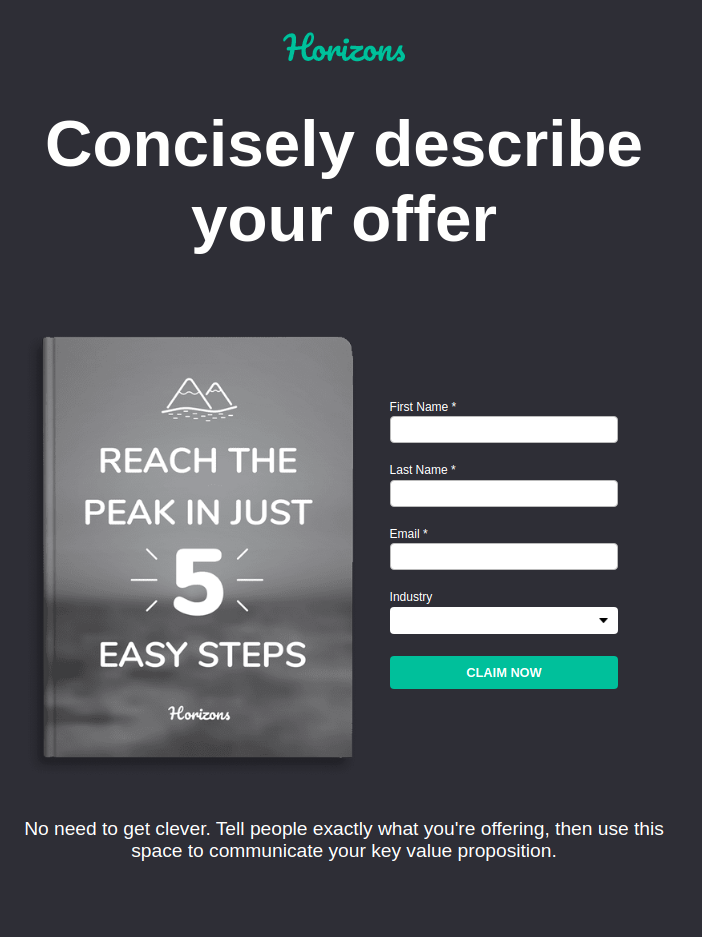 Horizons
Concisely describe
your offer
REACH THE
PEAK IN JUST
5
EASY STEPS
Horizons
First Name *
Last Name *
Email *
Industry
CLAIM NOW
No need to get clever. Tell people exactly what you're offering, then use this
space to communicate your key value proposition.